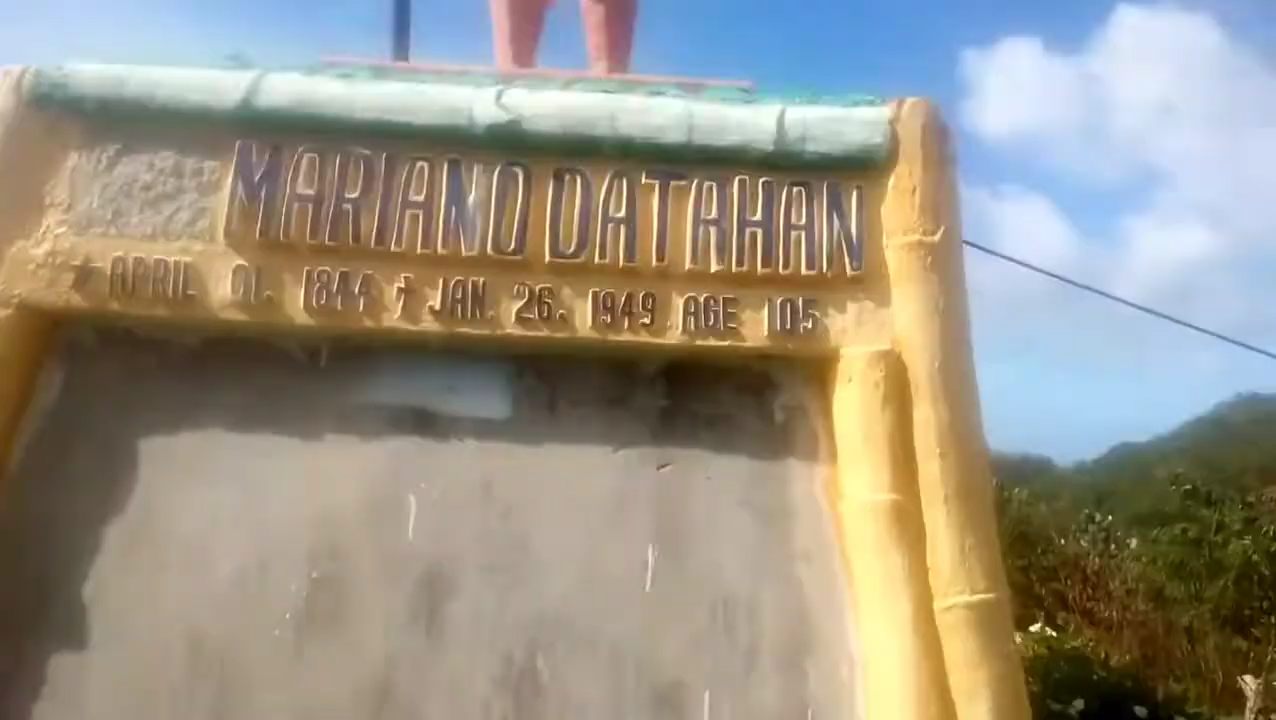 MARIANO DATAHAN
* APRIL 01. 1844 † JAN. 26. 1949 AGE 105